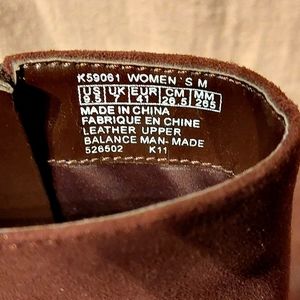 K59061 WOMEN`S M
US UK EUR CM MM
9.5 7 41 26.5 265
MADE IN CHINA
FABRIQUE EN CHINE
LEATHER UPPER
BALANCE MAN-MADE
526502 K11